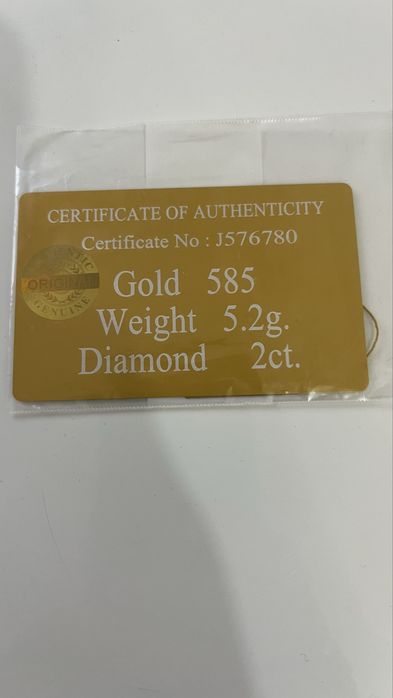 CERTIFICATE OF AUTHENTICITY
Certificate No : J576780
ORIGINAL
GENUINE
Gold 585
Weight 5.2g.
Diamond 2ct.